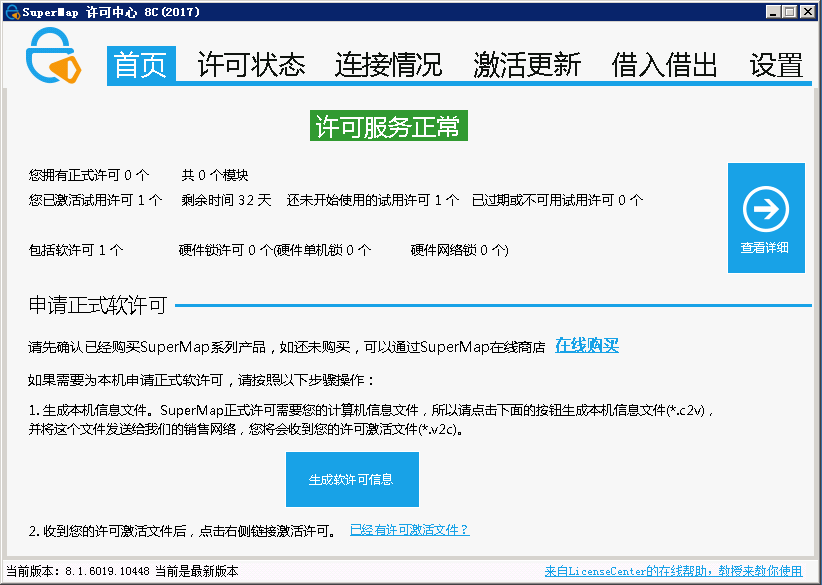 SuperMap 许可中心 8C(2017)
首页 许可状态 连接情况 激活更新 借入借出 设置
许可服务正常
您拥有正式许可 0 个 共 0 个模块
您已激活试用许可 1 个 剩余时间 32 天 还未开始使用的试用许可 1 个 已过期或不可用试用许可 0 个
查看详细
包括软许可 1 个 硬件锁许可 0 个(硬件单机锁 0 个 硬件网络锁 0 个)
申请正式软许可
请先确认已经购买SuperMap系列产品，如还未购买，可以通过SuperMap在线商店 在线购买
如果需要为本机申请正式软许可，请按照以下步骤操作：
1. 生成本机信息文件。SuperMap正式许可需要您的计算机信息文件，所以请点击下面的按钮生成本机信息文件(*.c2v)，
并将这个文件发送给我们的销售网络，您将会收到您的许可激活文件(*.v2c)。
生成软许可信息
2. 收到您的许可激活文件后，点击右侧链接激活许可。 已经有许可激活文件？
当前版本：8.1.6019.10448 当前是最新版本 来自LicenseCenter的在线帮助，教授来教你使用